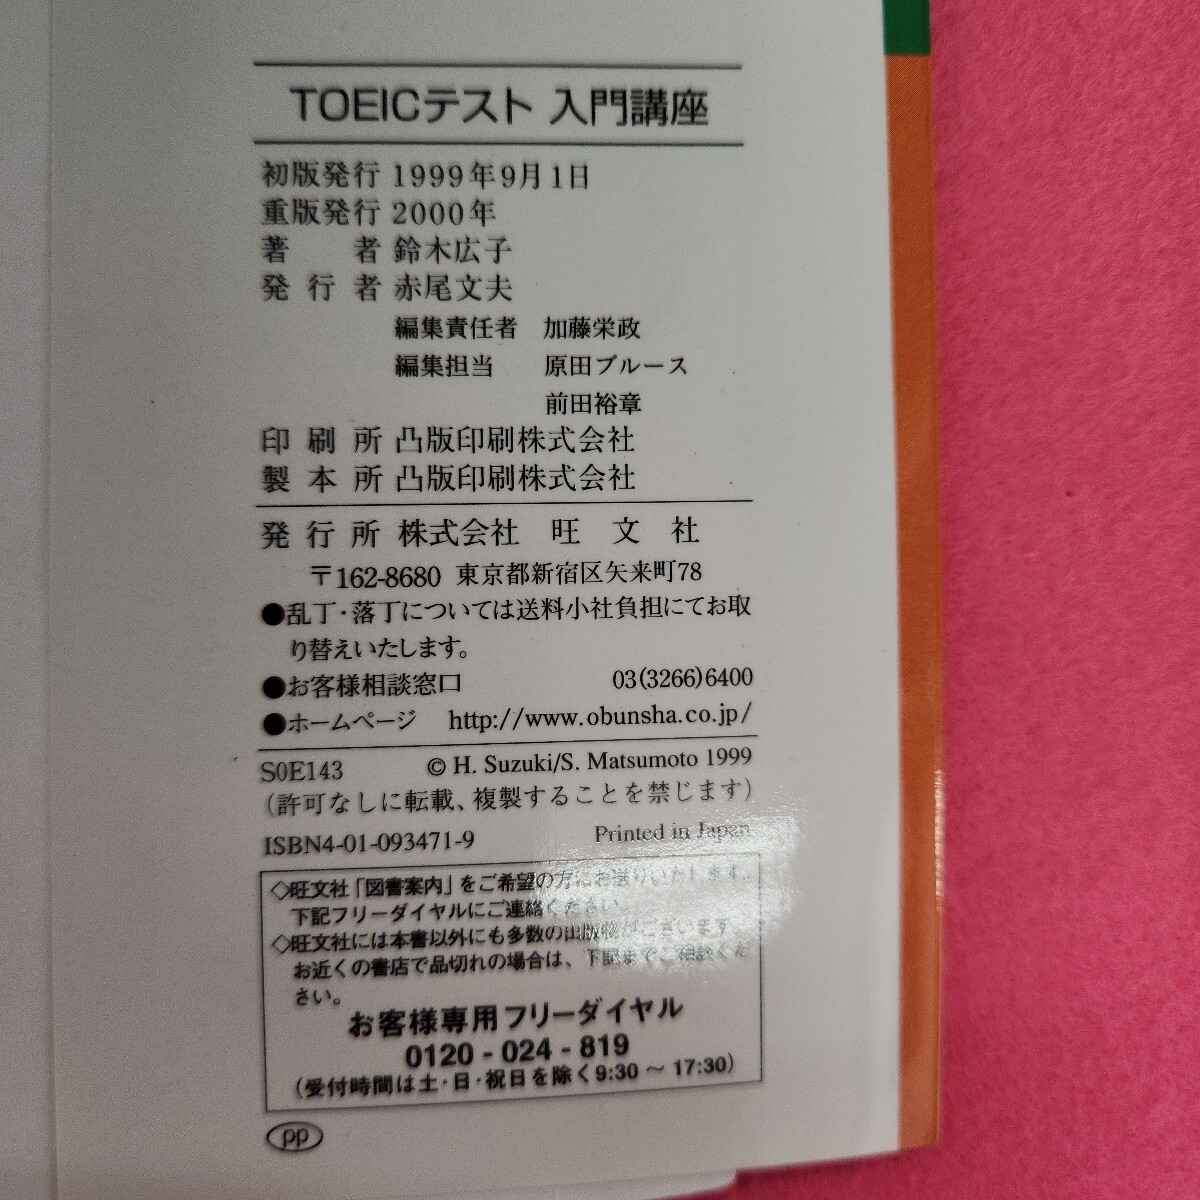 TOEICテスト 入門講座
初版発行 1999年9月1日
重版発行 2000年
著者 鈴木広子
発行者 赤尾文夫
編集責任者 加藤栄政
編集担当 原田ブルース
前田裕章
印刷所 凸版印刷株式会社
製本所 凸版印刷株式会社
発行所 株式会社 旺文社
〒162-8680 東京都新宿区矢来町78
●乱丁・落丁については送料小社負担にてお取
り替えいたします。
●お客様相談窓口 03(3266)6400
●ホームページ http://www.obunsha.co.jp/
S0E143 © H. Suzuki/S. Matsumoto 1999
(許可なしに転載、複製することを禁じます)
ISBN4-01-093471-9 Printed in Japan
◇旺文社「図書案内」をご希望の方にお送りいたします。
下記フリーダイヤルにご連絡ください。
◇旺文社には本書以外にも多数の出版物がございます。
お近くの書店で品切れの場合は、下記までご相談くだ
さい。
お客様専用フリーダイヤル
0120-024-819
(受付時間は土・日・祝日を除く9:30～17:30)
PP